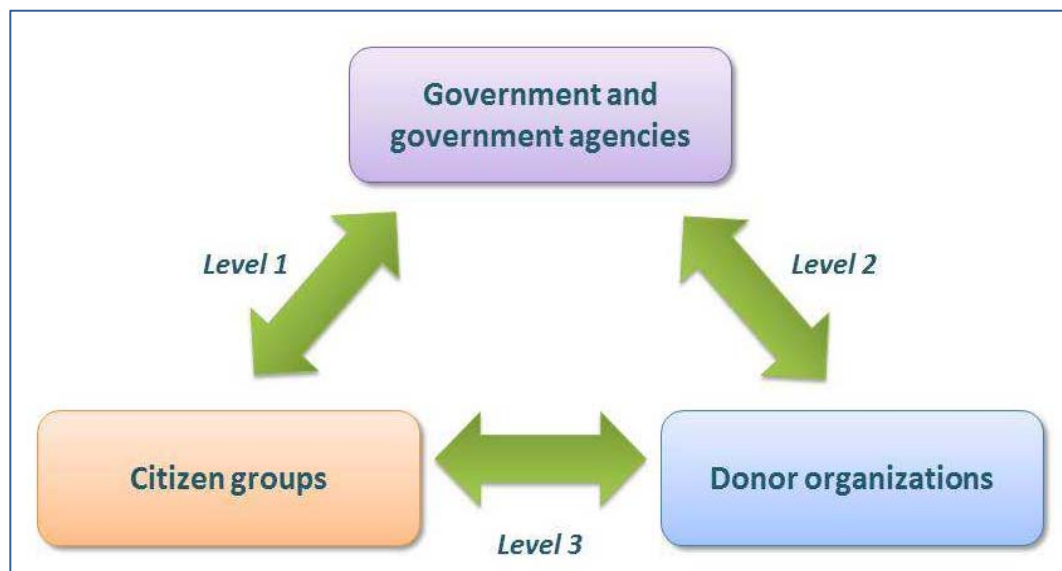 Government and
government agencies
Level 1
Level 2
Citizen groups
Donor organizations
Level 3